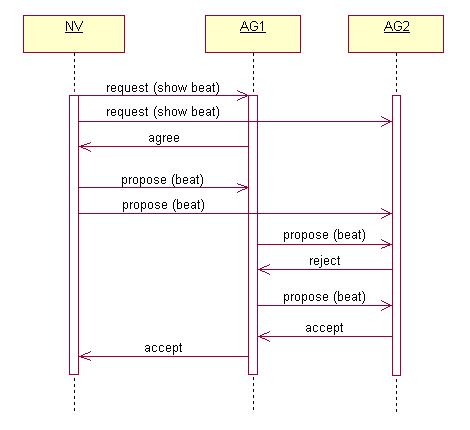 NV
AG1
AG2
request (show beat)
request (show beat)
agree
propose (beat)
propose (beat)
propose (beat)
reject
propose (beat)
accept
accept